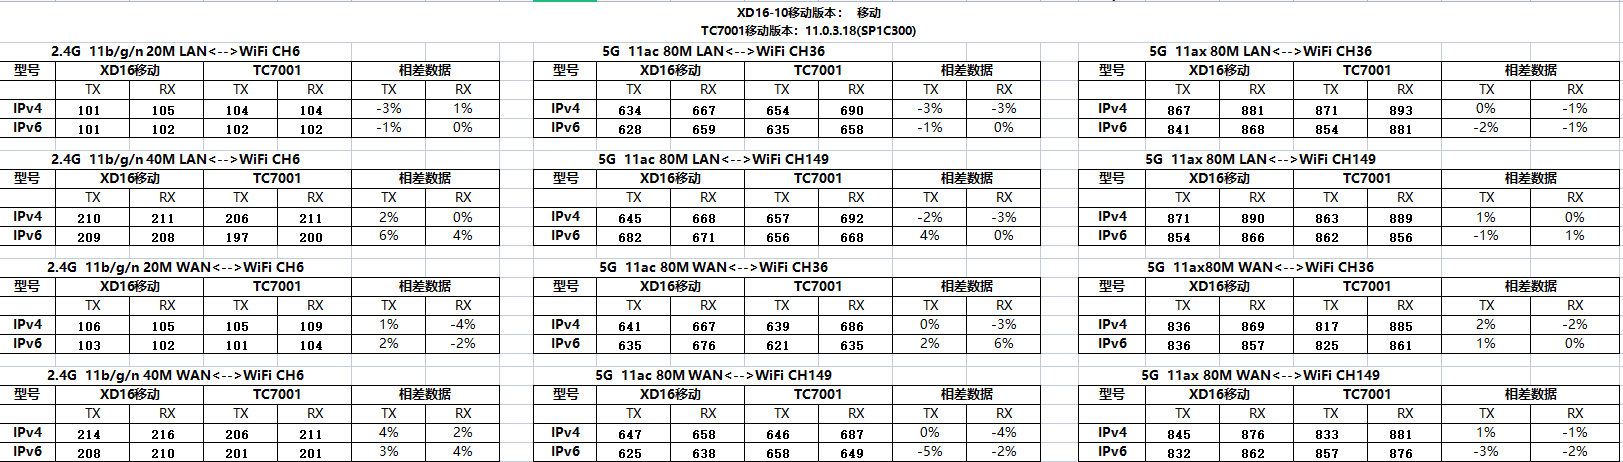 XD16-10移动版本： 移动
TC7001移动版本：11.0.3.18(SP1C300)
2.4G 11b/g/n 20M LAN<-->WiFi CH6 5G 11ac 80M LAN<-->WiFi CH36 5G 11ax 80M LAN<-->WiFi CH36
型号 XD16移动 TC7001 相差数据 型号 XD16移动 TC7001 相差数据 型号 XD16移动 TC7001 相差数据
TX RX TX RX TX RX TX RX TX RX TX RX TX RX TX RX TX RX
IPv4 101 105 104 104 -3% 1% IPv4 634 667 654 690 -3% -3% IPv4 867 881 871 893 0% -1%
IPv6 101 102 102 102 -1% 0% IPv6 628 659 635 658 -1% 0% IPv6 841 868 854 881 -2% -1%
2.4G 11b/g/n 40M LAN<-->WiFi CH6 5G 11ac 80M LAN<-->WiFi CH149 5G 11ax 80M LAN<-->WiFi CH149
型号 XD16移动 TC7001 相差数据 型号 XD16移动 TC7001 相差数据 型号 XD16移动 TC7001 相差数据
TX RX TX RX TX RX TX RX TX RX TX RX TX RX TX RX TX RX
IPv4 210 211 206 211 2% 0% IPv4 645 668 657 692 -2% -3% IPv4 871 890 863 889 1% 0%
IPv6 209 208 197 200 6% 4% IPv6 682 671 656 668 4% 0% IPv6 854 866 862 856 -1% 1%
2.4G 11b/g/n 20M WAN<-->WiFi CH6 5G 11ac 80M WAN<-->WiFi CH36 5G 11ax80M WAN<-->WiFi CH36
型号 XD16移动 TC7001 相差数据 型号 XD16移动 TC7001 相差数据 型号 XD16移动 TC7001 相差数据
TX RX TX RX TX RX TX RX TX RX TX RX TX RX TX RX TX RX
IPv4 106 105 105 109 1% -4% IPv4 641 667 639 686 0% -3% IPv4 836 869 817 885 2% -2%
IPv6 103 102 101 104 2% -2% IPv6 635 676 621 635 2% 6% IPv6 836 857 825 861 1% 0%
2.4G 11b/g/n 40M WAN<-->WiFi CH6 5G 11ac 80M WAN<-->WiFi CH149 5G 11ax 80M WAN<-->WiFi CH149
型号 XD16移动 TC7001 相差数据 型号 XD16移动 TC7001 相差数据 型号 XD16移动 TC7001 相差数据
TX RX TX RX TX RX TX RX TX RX TX RX TX RX TX RX TX RX
IPv4 214 216 206 211 4% 2% IPv4 647 658 646 687 0% -4% IPv4 845 876 833 881 1% -1%
IPv6 208 210 201 201 3% 4% IPv6 625 638 658 649 -5% -2% IPv6 832 862 857 876 -3% -2%